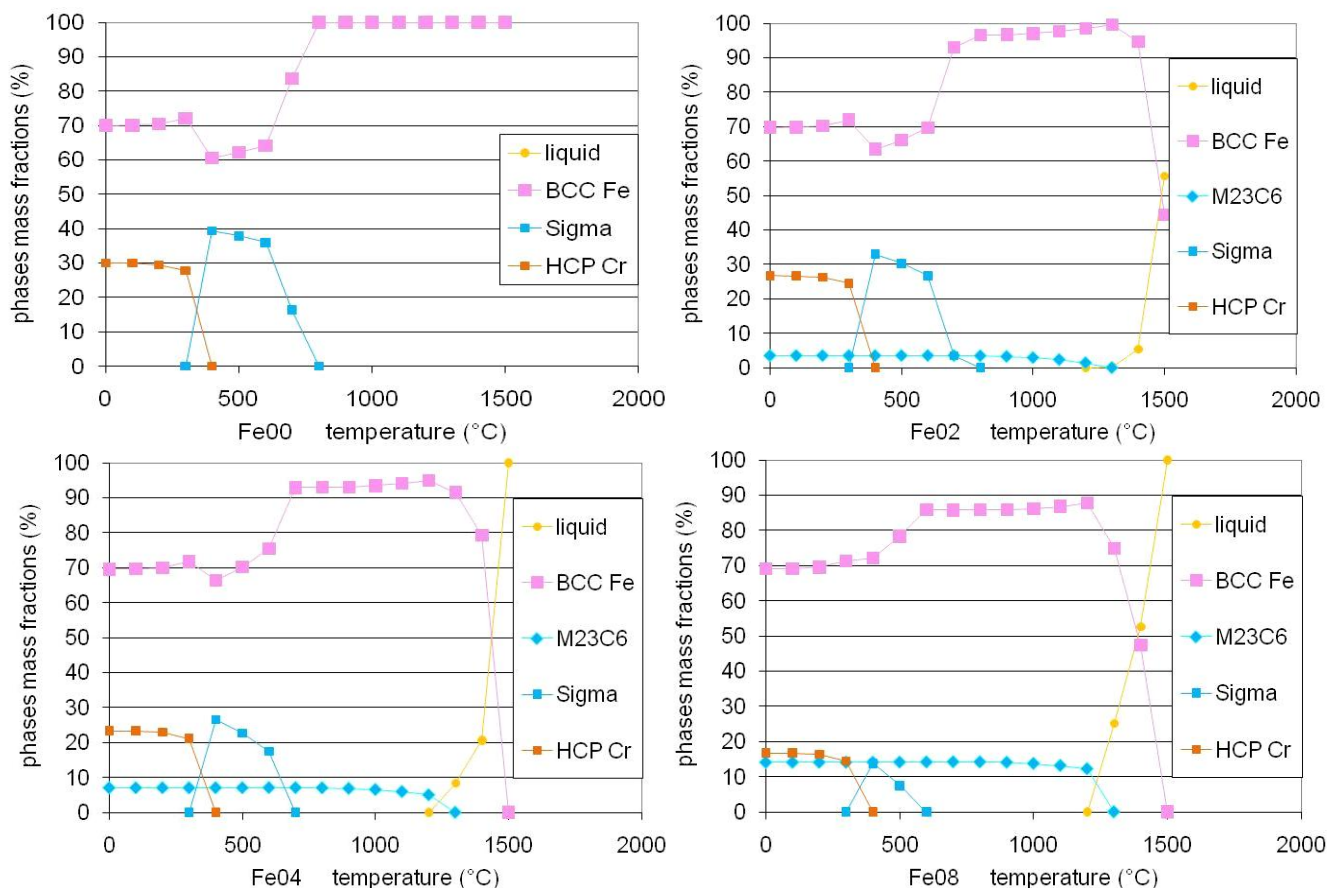 phases mass fractions (%)
100
90
80
70
60
50
40
30
20
10
0
liquid
BCC Fe
Sigma
HCP Cr
0 500 1000 1500 2000
Fe00 temperature (°C)
phases mass fractions (%)
100
90
80
70
60
50
40
30
20
10
0
liquid
BCC Fe
M23C6
Sigma
HCP Cr
0 500 1000 1500 2000
Fe02 temperature (°C)
phases mass fractions (%)
100
90
80
70
60
50
40
30
20
10
0
liquid
BCC Fe
M23C6
Sigma
HCP Cr
0 500 1000 1500 2000
Fe04 temperature (°C)
phases mass fractions (%)
100
90
80
70
60
50
40
30
20
10
0
liquid
BCC Fe
M23C6
Sigma
HCP Cr
0 500 1000 1500 2000
Fe08 temperature (°C)